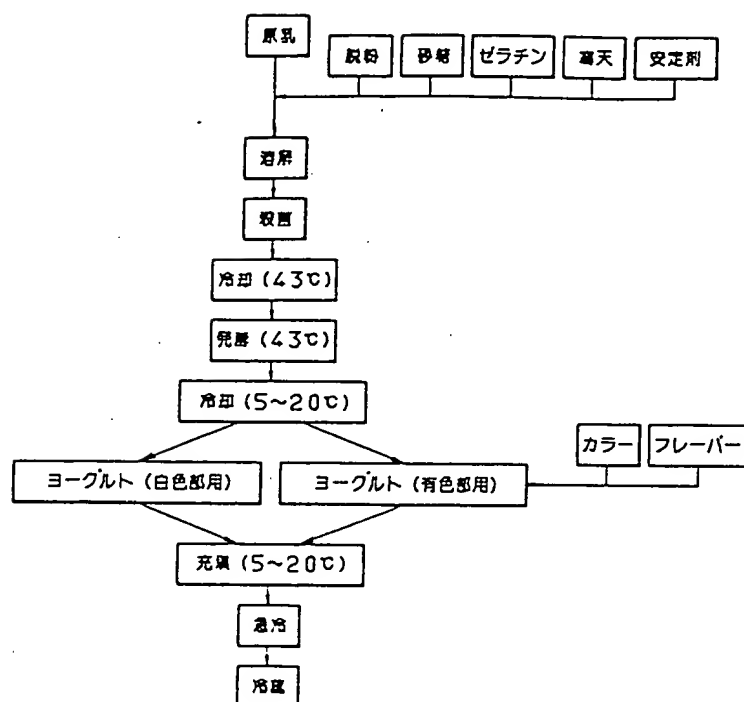 原乳
脱粉
砂糖
ゼラチン
寒天
安定剤
溶解
殺菌
冷却(43℃)
発酵(43℃)
冷却(5～20℃)
カラー
フレーバー
ヨーグルト(白色部用)
ヨーグルト(有色部用)
充塡(5～20℃)
急冷
冷蔵